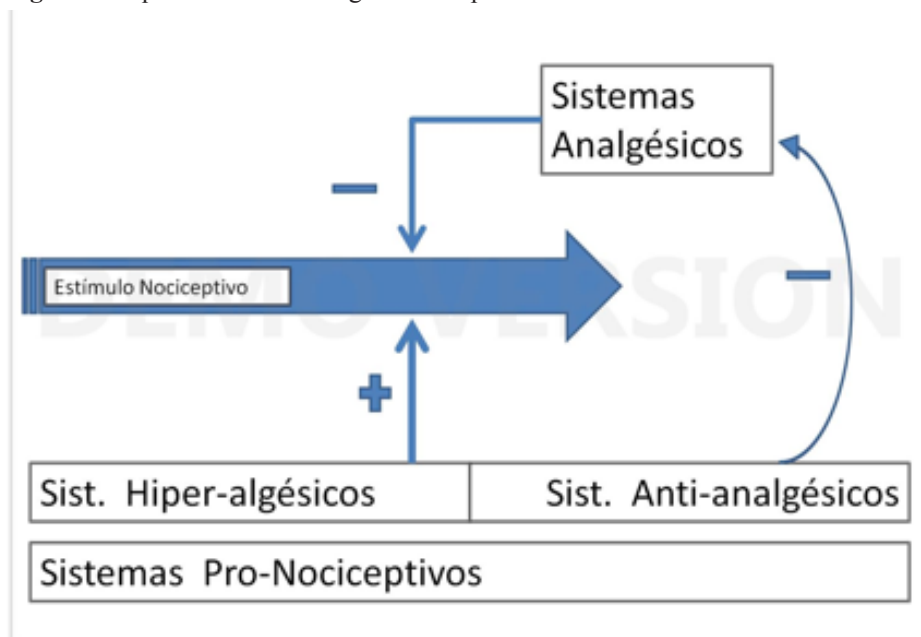 Sistemas
Analgésicos
Estímulo Nociceptivo
DEMO VERSION
Sist. Hiper-algésicos
Sist. Anti-analgésicos
Sistemas Pro-Nociceptivos